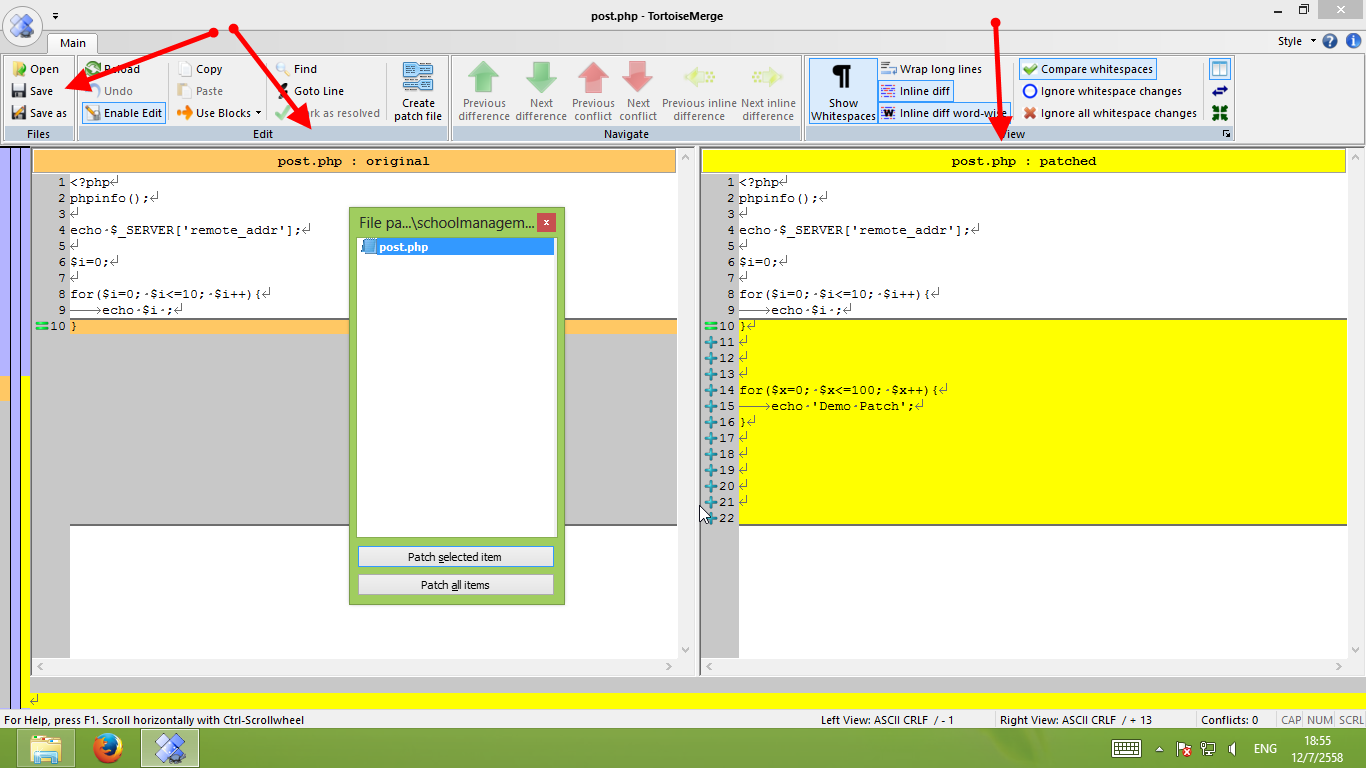 post.php - TortoiseMerge
Main
Style
Open
Save
Save as
Files
Reload
Undo
Enable Edit
Copy
Paste
Use Blocks
Find
Goto Line
as resolved
Create
patch file
Edit
Previous
difference
Next
difference
Previous
conflict
Next
conflict
Previous inline
difference
Next inline
difference
Navigate
Show
Whitespaces
Wrap long lines
Inline diff
Inline diff word-wise
Compare whitespaces
Ignore whitespace changes
Ignore all whitespace changes
View
post.php : original
1 <?php
2 phpinfo();
3
4 echo·$_SERVER['remote_addr'];
5
6 $i=0;
7
8 for($i=0;·$i<=10;·$i++){
9 echo·$i·;
10 }
File pa...\schoolmanagem...
x
post.php
Patch selected item
Patch all items
post.php : patched
1 <?php
2 phpinfo();
3
4 echo·$_SERVER['remote_addr'];
5
6 $i=0;
7
8 for($i=0;·$i<=10;·$i++){
9 echo·$i·;
10 }
11
12
13
14 for($x=0;·$x<=100;·$x++){
15 echo·'Demo·Patch';
16 }
17
18
19
20
21
22
For Help, press F1. Scroll horizontally with Ctrl-Scrollwheel
Left View: ASCII CRLF / - 1
Right View: ASCII CRLF / + 13
Conflicts: 0
CAP NUM SCRL
ENG
18:55
12/7/2558